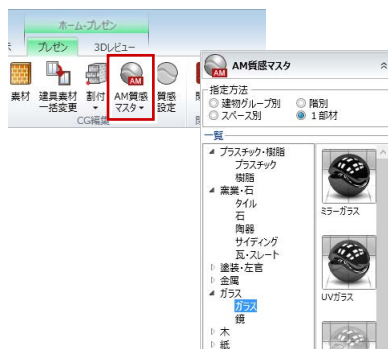 ホーム-プレゼン
プレゼン 3Dレビュー
素材 建具素材 一括変更 割付 AM質感 マスタ 質感 設定
CG編集
AM質感マスタ
指定方法
建物グループ別 階別
スペース別 1部材
一覧
プラスチック・樹脂
プラスチック
樹脂
窯業・石
タイル
石
陶器
サイディング
瓦・スレート
塗装・左官
金属
ガラス
ガラス
鏡
木
紙
ミラーガラス
UVガラス